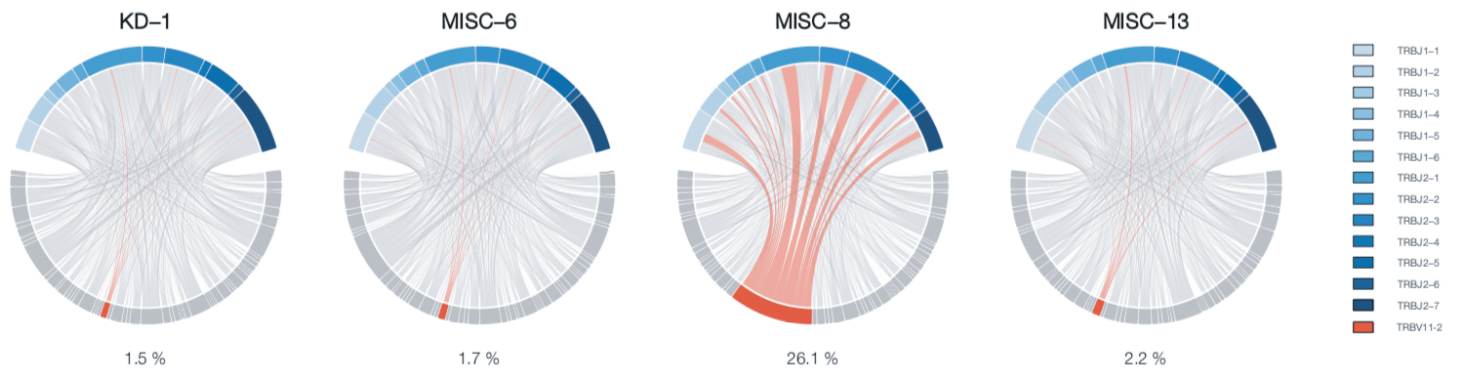 KD–1
MISC–6
MISC–8
MISC–13
TRBJ1–1
TRBJ1–2
TRBJ1–3
TRBJ1–4
TRBJ1–5
TRBJ1–6
TRBJ2–1
TRBJ2–2
TRBJ2–3
TRBJ2–4
TRBJ2–5
TRBJ2–6
TRBJ2–7
TRBV11-2
1.5 %
1.7 %
26.1 %
2.2 %